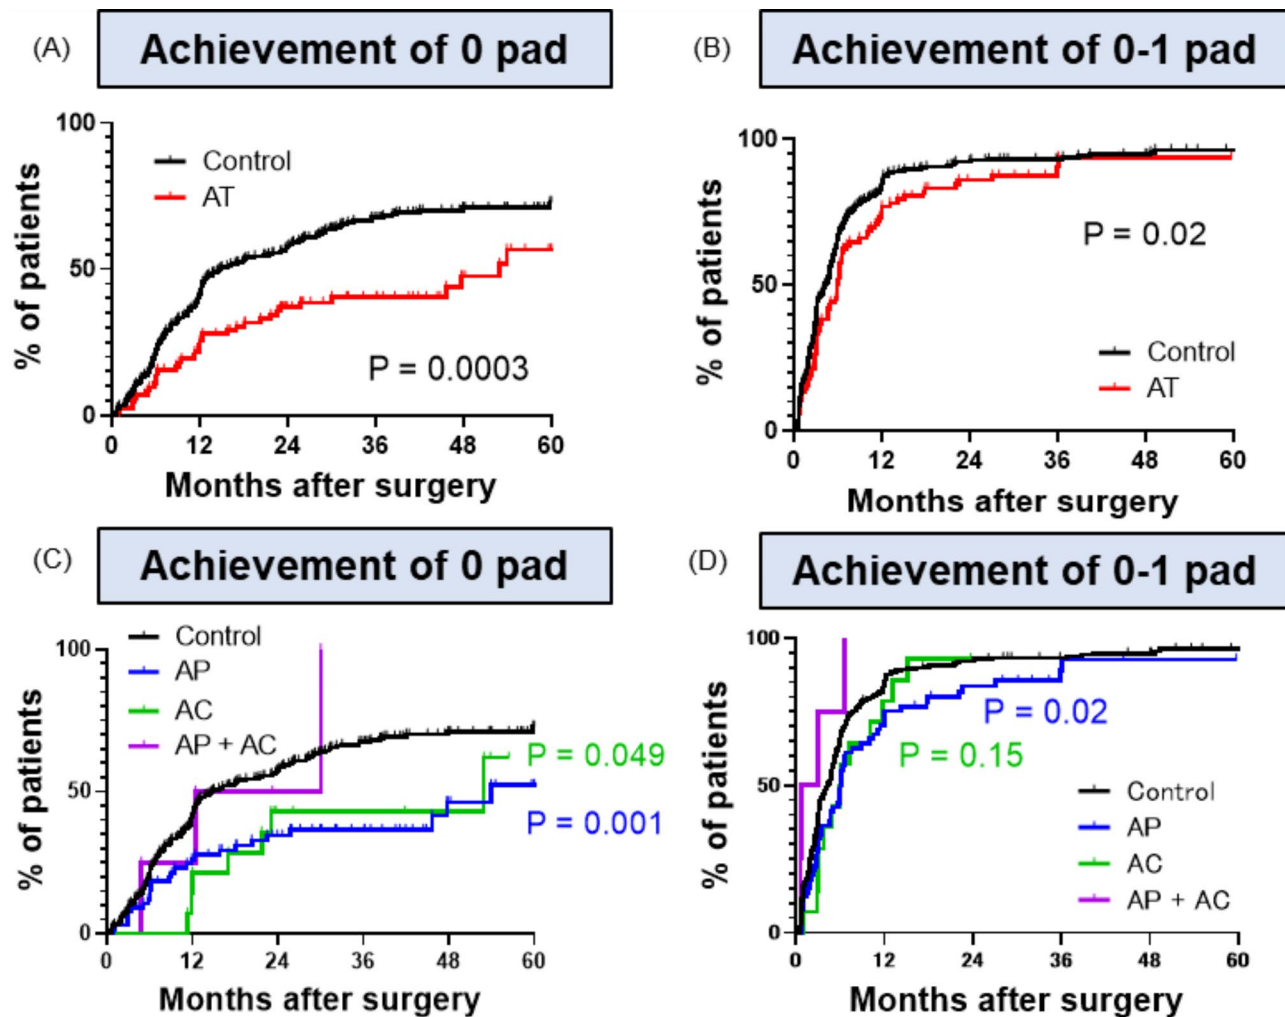 (A)
Achievement of 0 pad
100
50
0
% of patients
Control
AT
P = 0.0003
0 12 24 36 48 60
Months after surgery
(B)
Achievement of 0-1 pad
100
50
0
% of patients
P = 0.02
Control
AT
0 12 24 36 48 60
Months after surgery
(C)
Achievement of 0 pad
100
50
0
% of patients
Control
AP
AC
AP + AC
P = 0.049
P = 0.001
0 12 24 36 48 60
Months after surgery
(D)
Achievement of 0-1 pad
100
50
0
% of patients
P = 0.02
P = 0.15
Control
AP
AC
AP + AC
0 12 24 36 48 60
Months after surgery